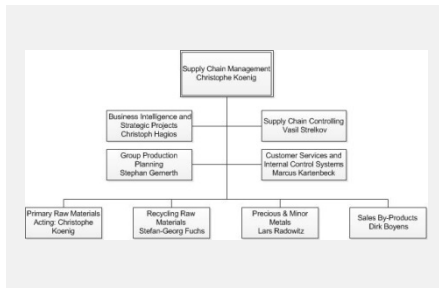 Supply Chain Management
Christophe Koenig
Business Intelligence and
Strategic Projects
Christoph Hagios
Supply Chain Controlling
Vasil Strelkov
Group Production
Planning
Stephan Gernerth
Customer Services and
Internal Control Systems
Marcus Kartenbeck
Primary Raw Materials
Acting: Christophe
Koenig
Recycling Raw
Materials
Stefan-Georg Fuchs
Precious & Minor
Metals
Lars Radowitz
Sales By-Products
Dirk Boyens